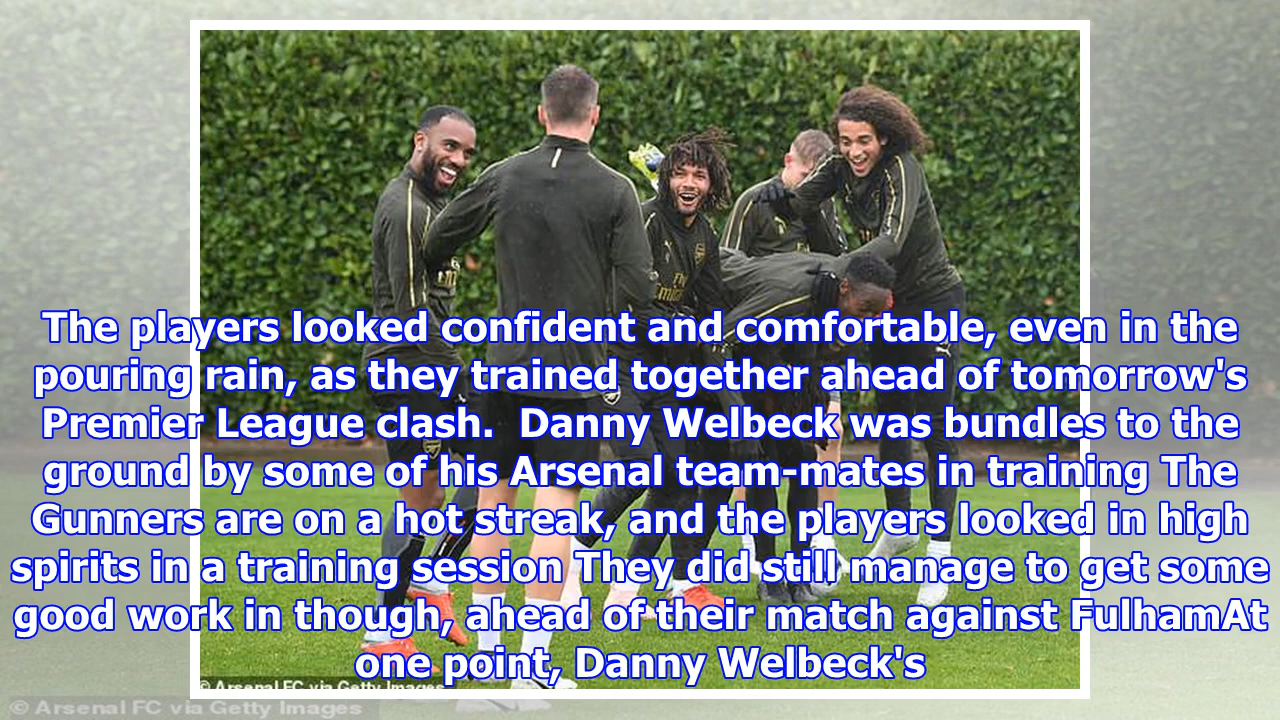 The players looked confident and comfortable, even in the
pouring rain, as they trained together ahead of tomorrow's
Premier League clash.  Danny Welbeck was bundles to the
ground by some of his Arsenal team-mates in training The
Gunners are on a hot streak, and the players looked in high
spirits in a training session They did still manage to get some
good work in though, ahead of their match against FulhamAt
one point, Danny Welbeck's
© Arsenal FC via Getty Images
© Arsenal FC via Getty Images